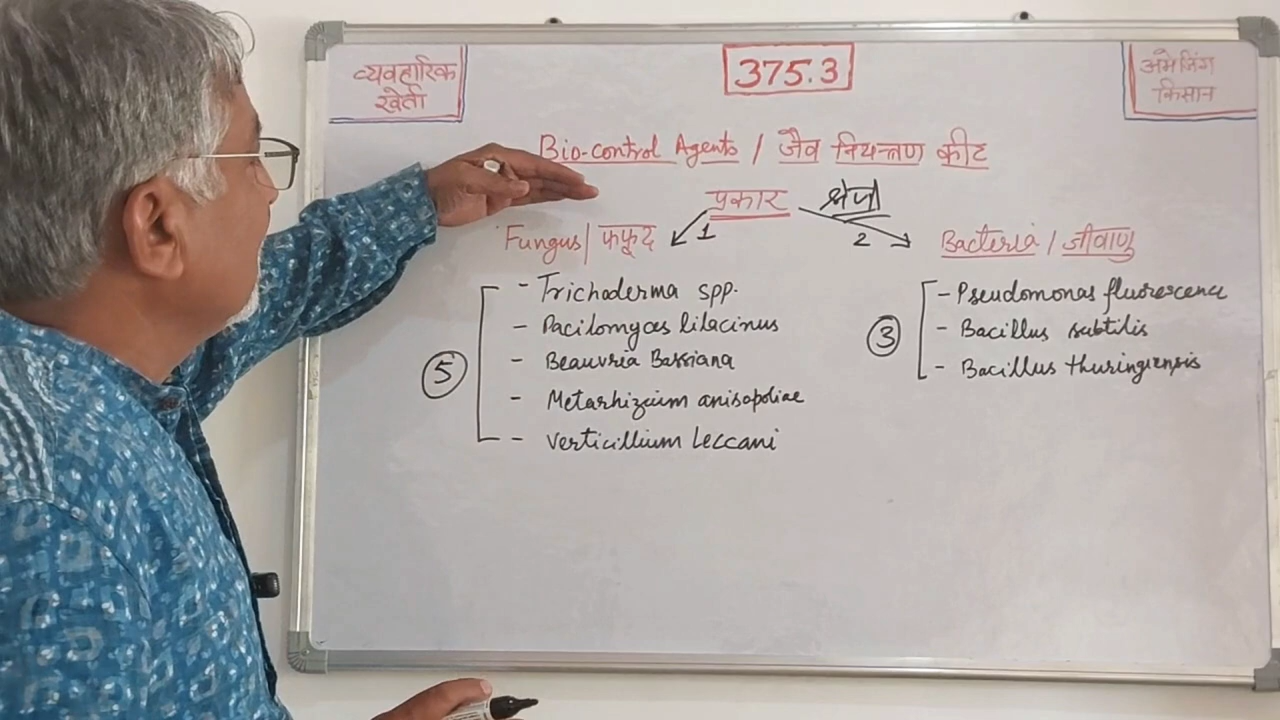 व्यवहारिक
खेती
375.3
अमेजिंग
किसान
Bio-control Agents / जैव नियन्त्रण कीट
प्रकार श्रेणी
1
2
Fungus / फफूंद
- Trichoderma spp.
- Pacilomyces lilacinus
- Beauvria Bassiana
- Metarhizium anisopoliae
- Verticillium Leccani
5
Bacteria / जीवाणु
- Pseudomonas fluorescence
- Bacillus subtilis
- Bacillus thuringiensis
3